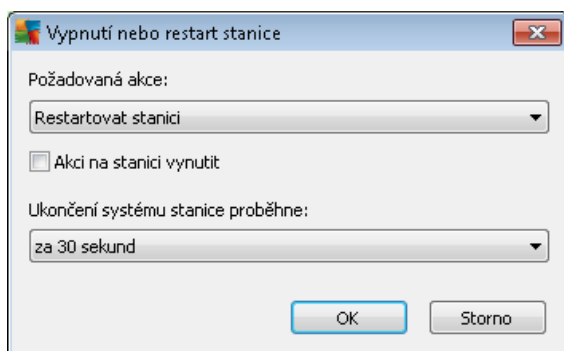 Vypnutí nebo restart stanice
Požadovaná akce:
Restartovat stanici
Akci na stanici vynutit
Ukončení systému stanice proběhne:
za 30 sekund
OK Storno